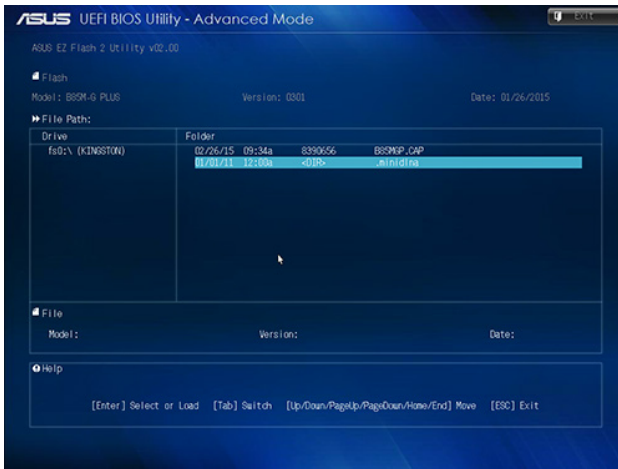 ASUS UEFI BIOS Utility - Advanced Mode
Exit
ASUS EZ Flash 2 Utility v02.00
Flash
Model: B85M-G PLUS Version: 0301 Date: 01/26/2015
File Path:
Drive Folder
fs0:\ (KINGSTON) 02/26/15 09:34a 8390656 B85MGP.CAP
01/01/11 12:00a <DIR> .minidlna
File
Model: Version: Date:
Help
[Enter] Select or Load [Tab] Switch [Up/Down/PageUp/PageDown/Home/End] Move [ESC] Exit